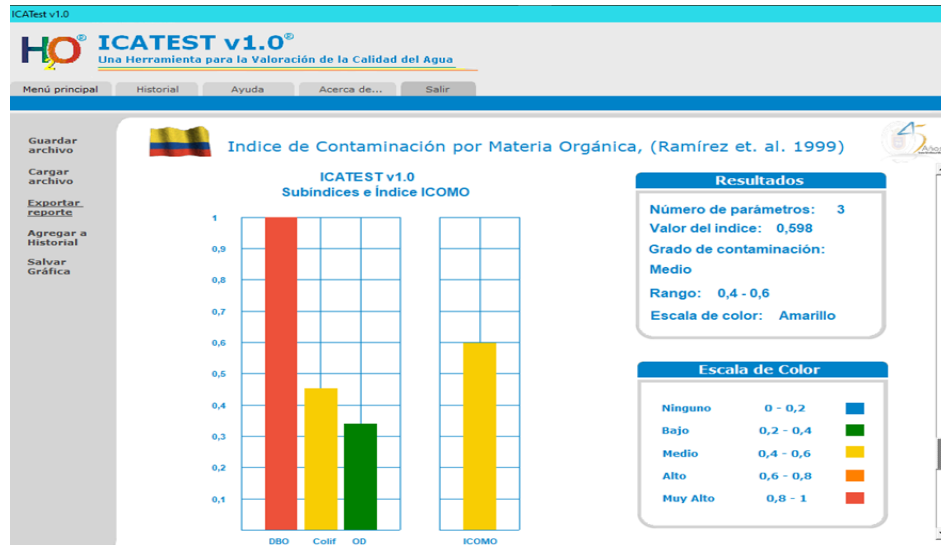 ICATest v1.0
H2O® ICATEST v1.0®
Una Herramienta para la Valoración de la Calidad del Agua
Menú principal Historial Ayuda Acerca de... Salir
Guardar
archivo
Cargar
archivo
Exportar
reporte
Agregar a
Historial
Salvar
Gráfica
Indice de Contaminación por Materia Orgánica, (Ramírez et. al. 1999)
45 Años
ICATEST v1.0
Subíndices e Índice ICOMO
1
0,9
0,8
0,7
0,6
0,5
0,4
0,3
0,2
0,1
DBO Colif OD ICOMO
Resultados
Número de parámetros: 3
Valor del indice: 0,598
Grado de contaminación:
Medio
Rango: 0,4 - 0,6
Escala de color: Amarillo
Escala de Color
Ninguno 0 - 0,2
Bajo 0,2 - 0,4
Medio 0,4 - 0,6
Alto 0,6 - 0,8
Muy Alto 0,8 - 1